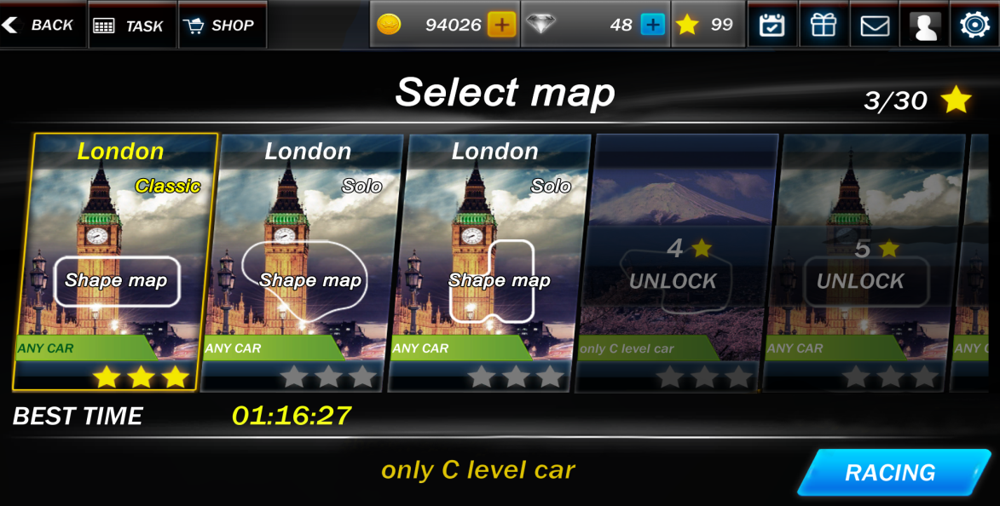 BACK
TASK
SHOP
94026
48
99
Select map
3/30
London
Classic
Shape map
ANY CAR
London
Solo
Shape map
ANY CAR
London
Solo
Shape map
ANY CAR
4
UNLOCK
only C level car
5
UNLOCK
ANY CAR
ANY C
BEST TIME 01:16:27
only C level car
RACING